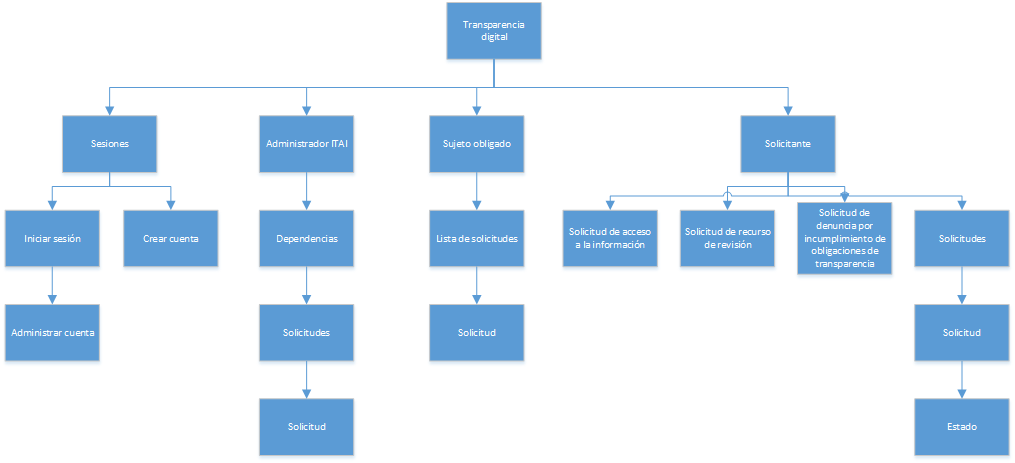 Transparencia
digital
Sesiones
Administrador ITAI
Sujeto obligado
Solicitante
Iniciar sesión
Crear cuenta
Dependencias
Lista de solicitudes
Solicitud de acceso
a la información
Solicitud de recurso
de revisión
Solicitud de
denuncia por
incumplimiento de
obligaciones de
transparencia
Solicitudes
Administrar cuenta
Solicitudes
Solicitud
Solicitud
Solicitud
Estado